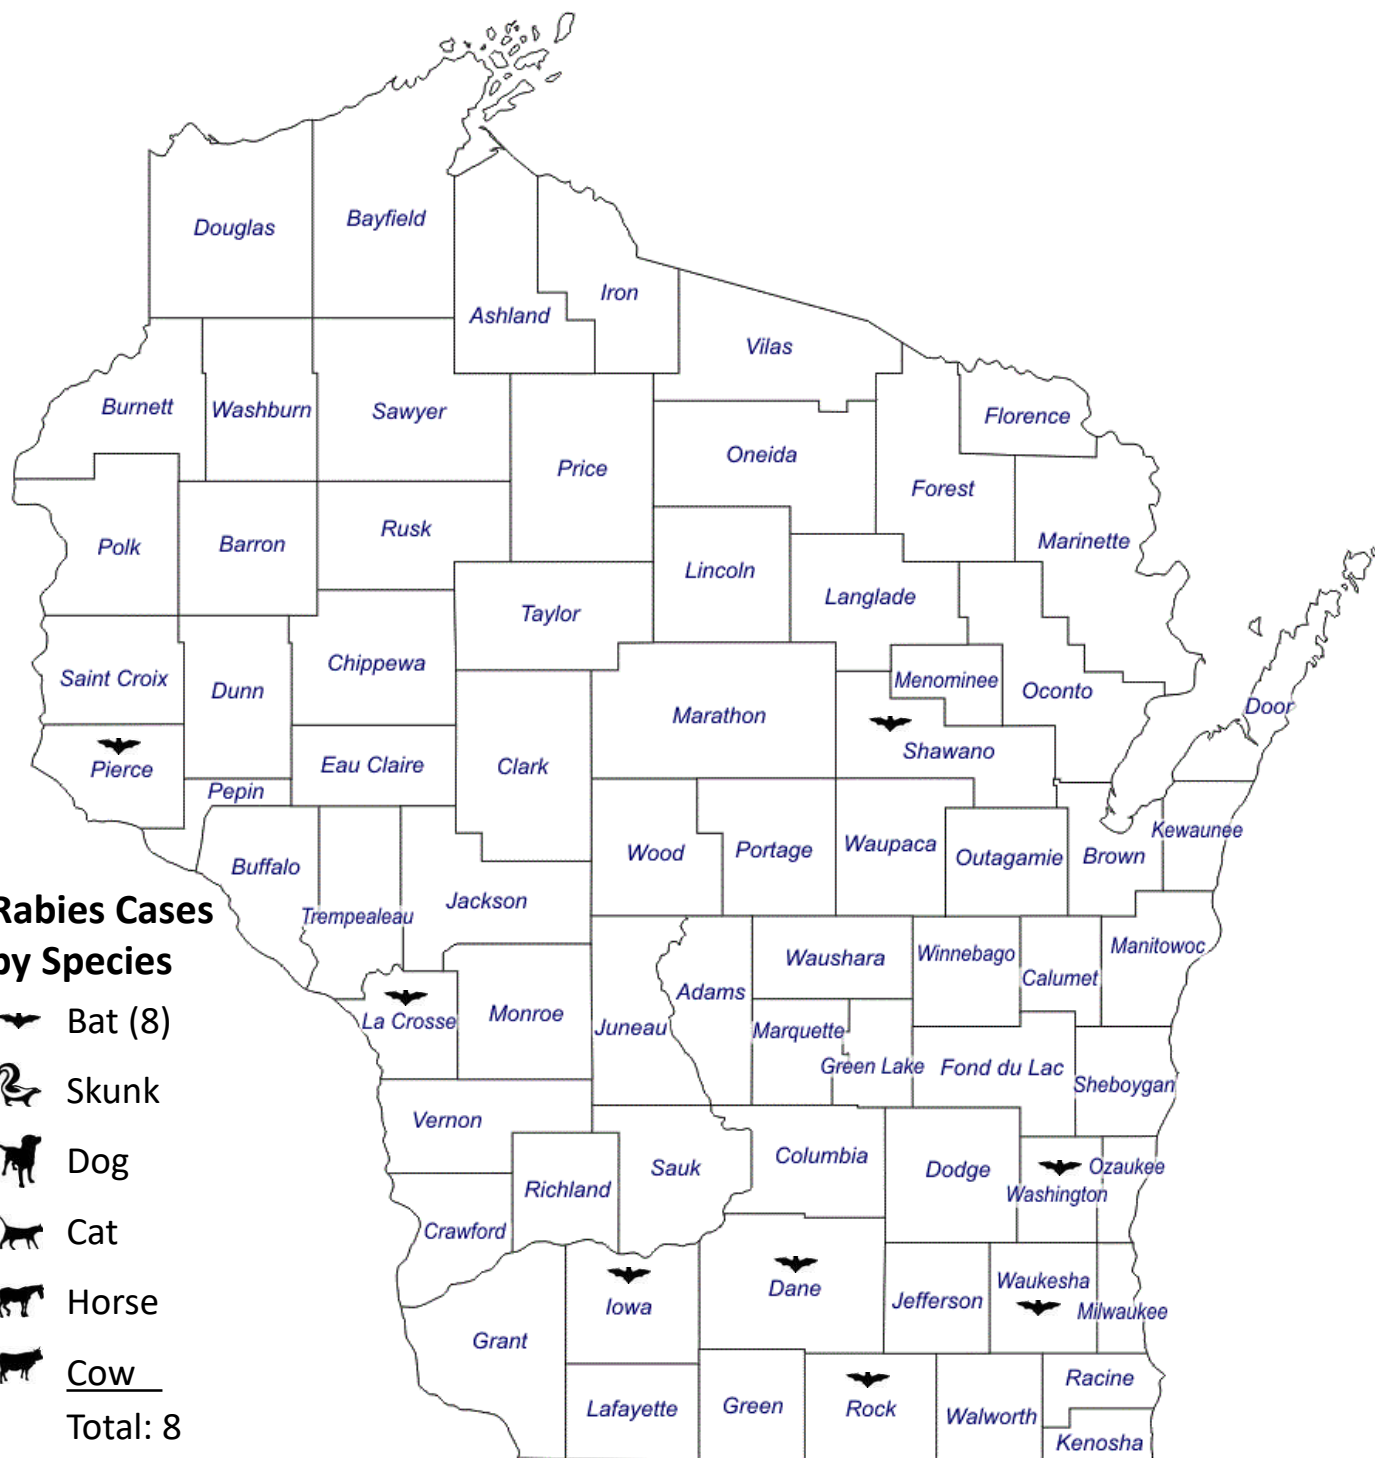 Douglas
Bayfield
Ashland
Iron
Vilas
Burnett
Washburn
Sawyer
Price
Oneida
Florence
Forest
Polk
Barron
Rusk
Lincoln
Marinette
Taylor
Langlade
Saint Croix
Dunn
Chippewa
Menominee
Oconto
Marathon
Door
Pierce
Eau Claire
Clark
Shawano
Pepin
Buffalo
Wood
Portage
Waupaca
Outagamie
Brown
Kewaunee
Trempealeau
Jackson
Waushara
Winnebago
Calumet
Manitowoc
La Crosse
Monroe
Juneau
Adams
Marquette
Green Lake
Fond du Lac
Sheboygan
Vernon
Richland
Sauk
Columbia
Dodge
Washington
Ozaukee
Crawford
Iowa
Dane
Jefferson
Waukesha
Milwaukee
Grant
Lafayette
Green
Rock
Walworth
Racine
Kenosha
Rabies Cases
by Species
Bat (8)
Skunk
Dog
Cat
Horse
Cow
Total: 8